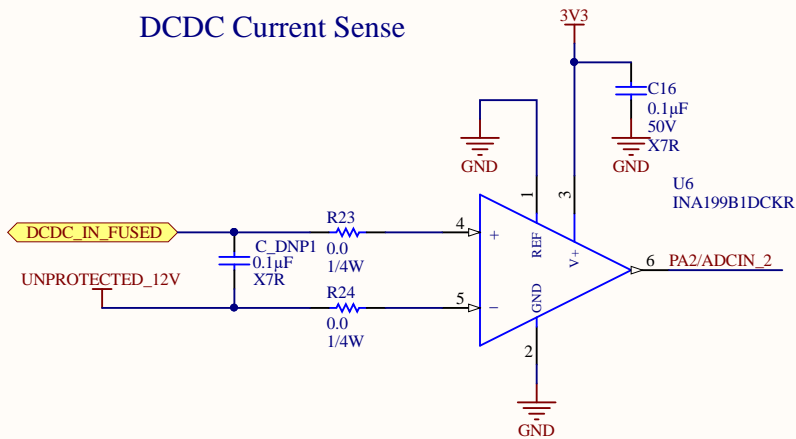 DCDC Current Sense
3V3
C16
0.1µF
50V
X7R
GND
GND
U6
INA199B1DCKR
1
3
REF
V+
DCDC_IN_FUSED
R23
0.0
1/4W
4
+
C_DNP1
0.1µF
X7R
6
PA2/ADCIN_2
UNPROTECTED_12V
R24
0.0
1/4W
5
−
GND
2
GND